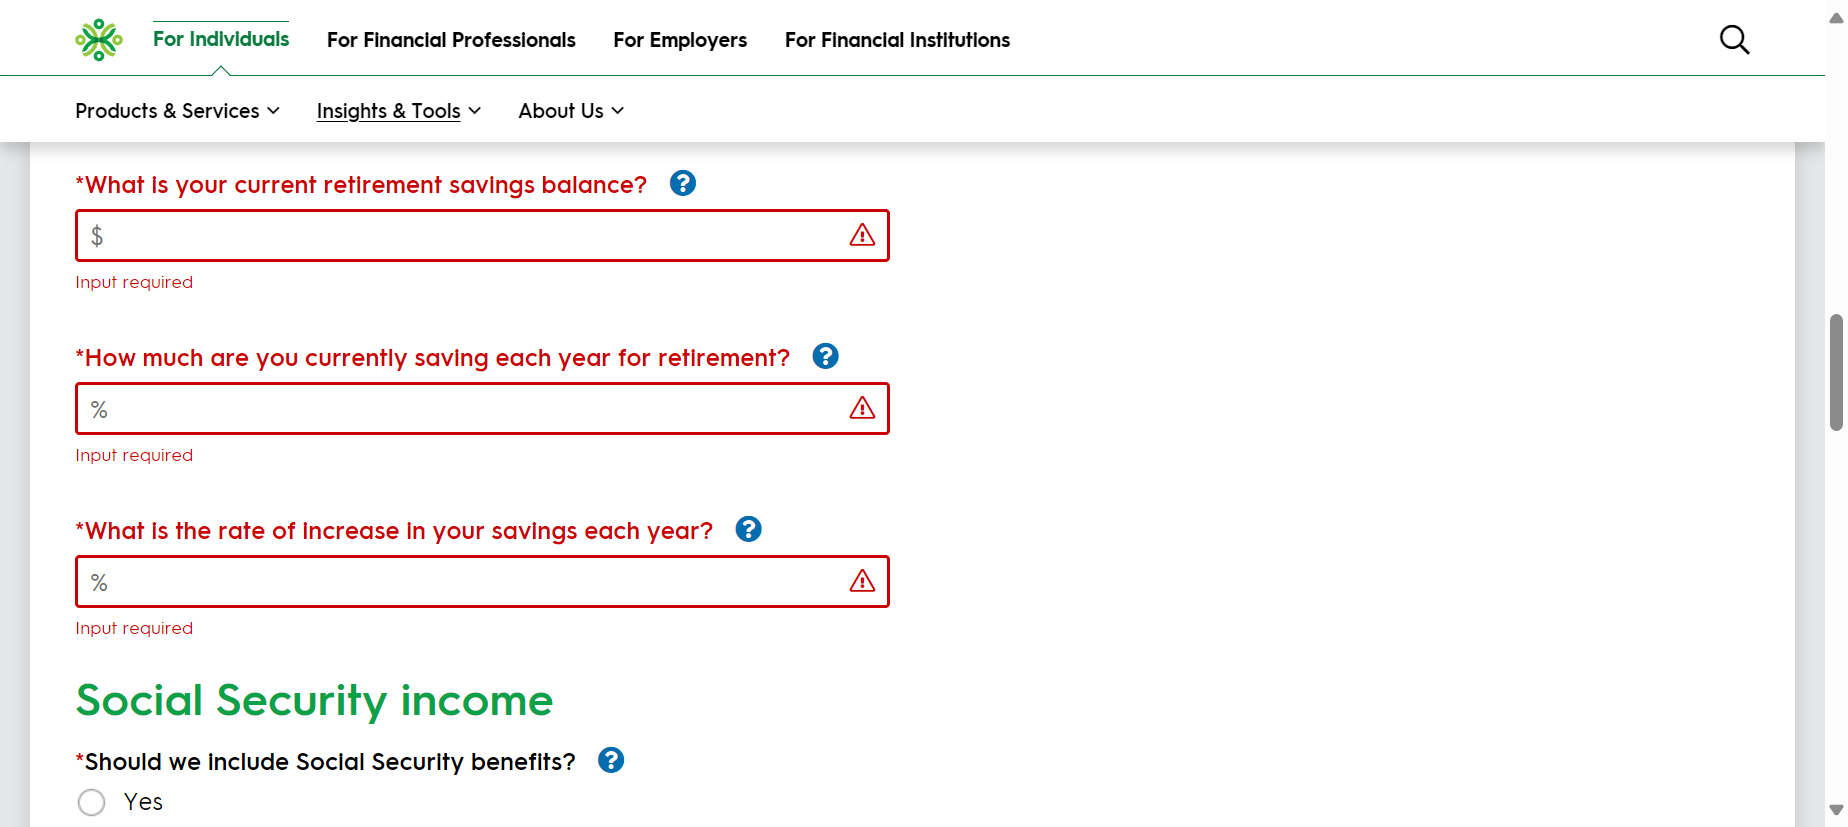 For Individuals
For Financial Professionals
For Employers
For Financial Institutions
Products & Services
Insights & Tools
About Us
*What is your current retirement savings balance? ?
$
Input required
*How much are you currently saving each year for retirement? ?
%
Input required
*What is the rate of increase in your savings each year? ?
%
Input required
Social Security income
*Should we include Social Security benefits? ?
Yes